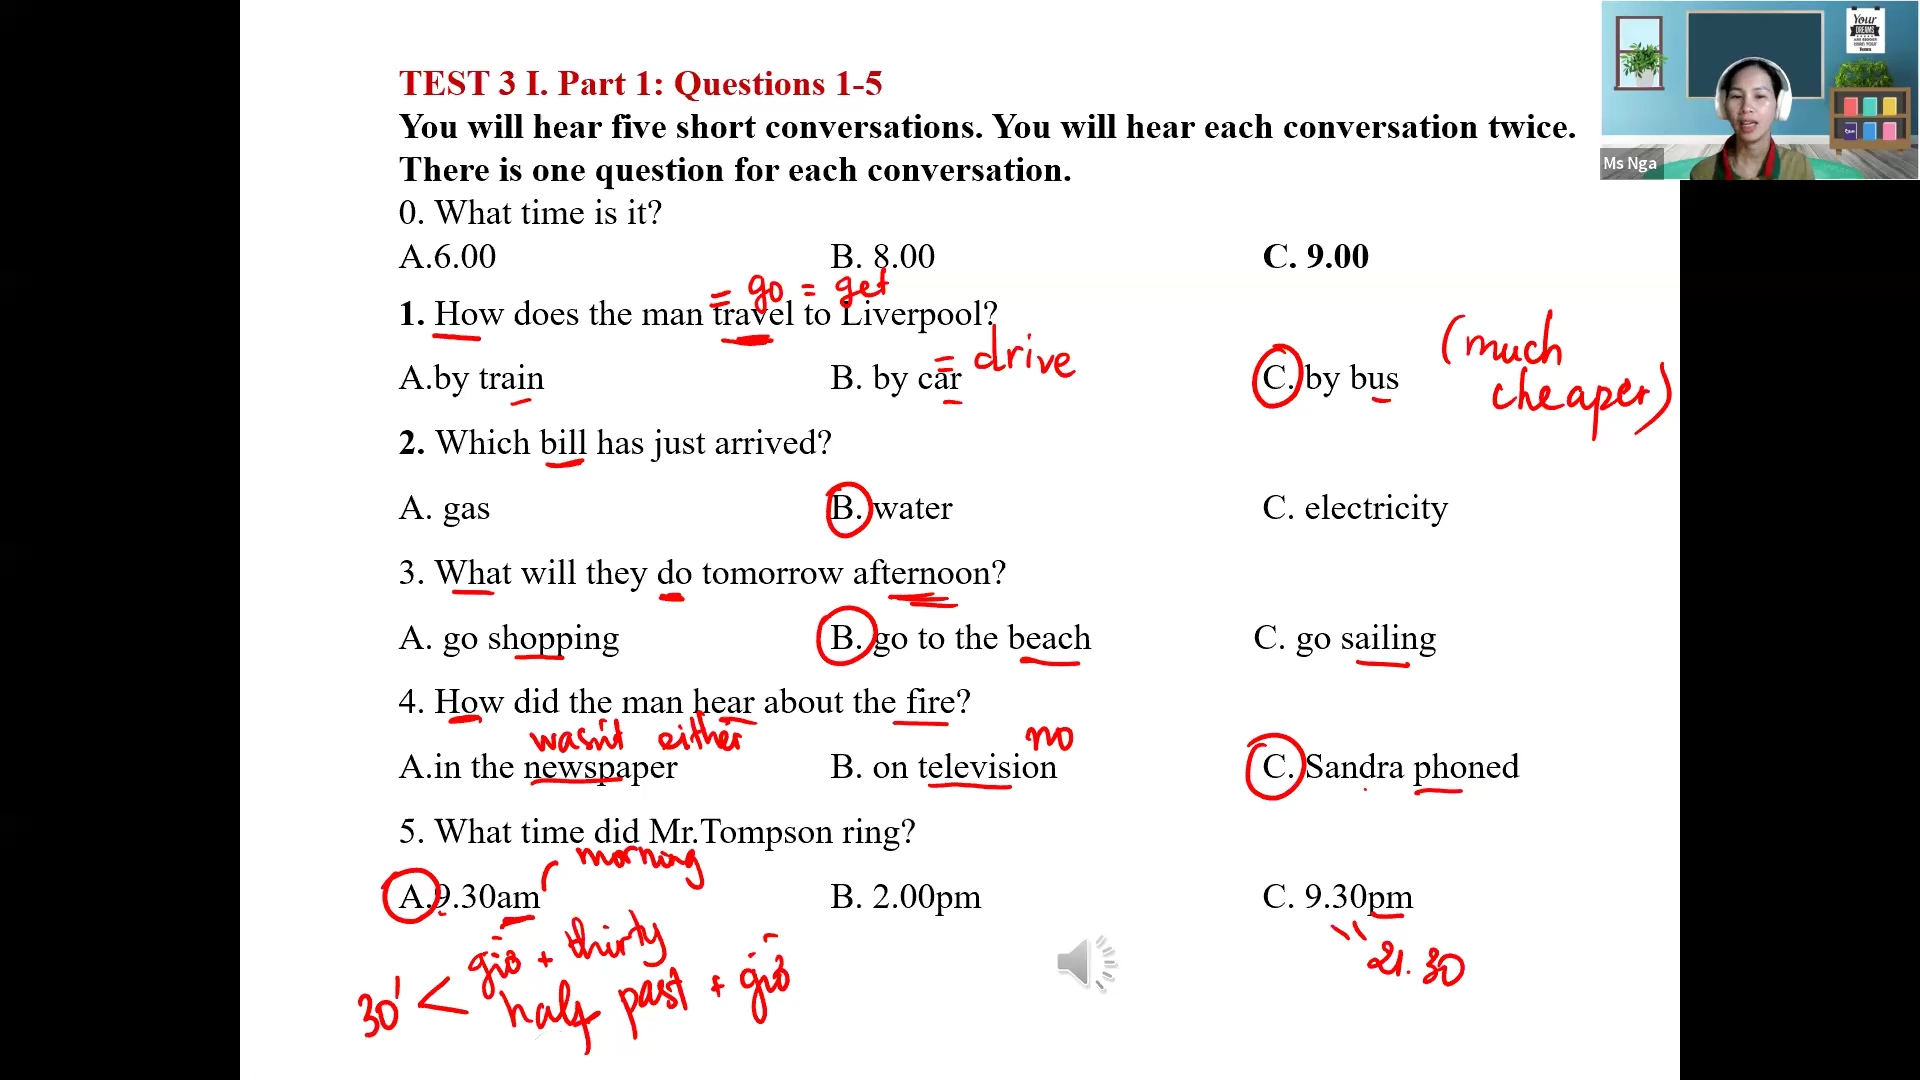 TEST 3 I. Part 1: Questions 1-5
You will hear five short conversations. You will hear each conversation twice.
There is one question for each conversation.
0. What time is it?
A.6.00 B. 8.00 C. 9.00
= go = get
1. How does the man travel to Liverpool?
= drive
(much
cheaper)
A.by train B. by car C. by bus
2. Which bill has just arrived?
A. gas B. water C. electricity
3. What will they do tomorrow afternoon?
A. go shopping B. go to the beach C. go sailing
4. How did the man hear about the fire?
wasn't either no
A.in the newspaper B. on television C. Sandra phoned
5. What time did Mr.Tompson ring?
morning
A.9.30am B. 2.00pm C. 9.30pm
giờ + thirty
30' < half past + giờ
21.30
Ms Nga
Your
DREAMS